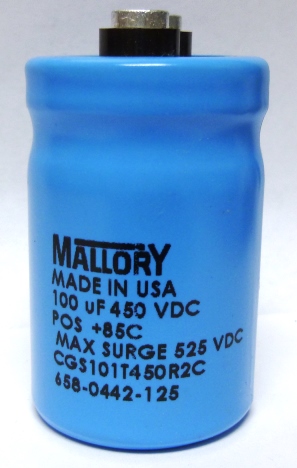 MALLORY
MADE IN USA
100 uF 450 VDC
POS +85C
MAX SURGE 525 VDC
CGS101T450R2C
658-0442-125